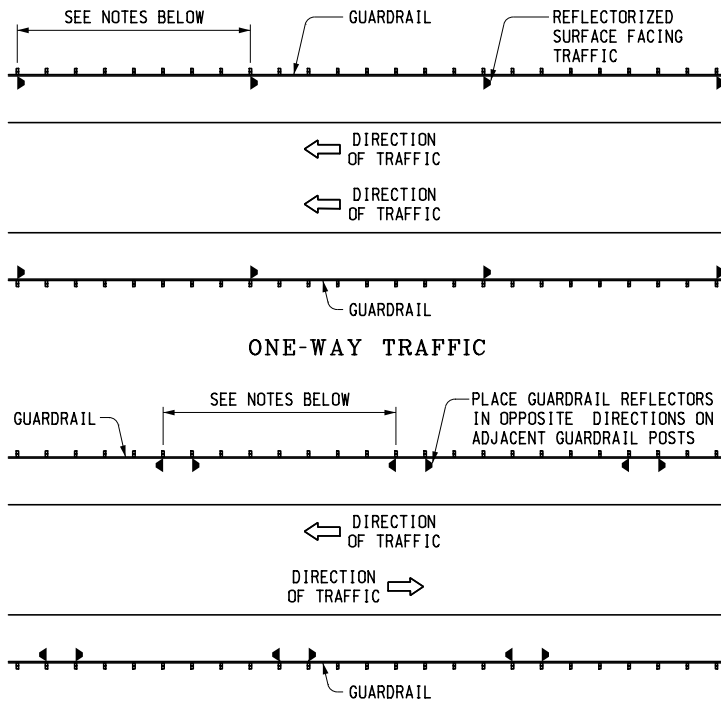 SEE NOTES BELOW
GUARDRAIL
REFLECTORIZED
SURFACE FACING
TRAFFIC
DIRECTION
OF TRAFFIC
DIRECTION
OF TRAFFIC
GUARDRAIL
ONE-WAY TRAFFIC
SEE NOTES BELOW
GUARDRAIL
PLACE GUARDRAIL REFLECTORS
IN OPPOSITE DIRECTIONS ON
ADJACENT GUARDRAIL POSTS
DIRECTION
OF TRAFFIC
DIRECTION
OF TRAFFIC
GUARDRAIL